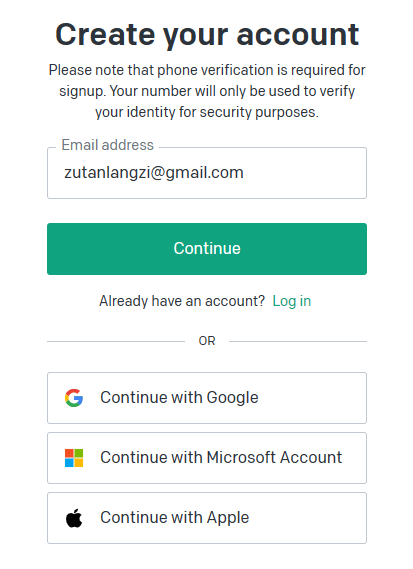 Create your account
Please note that phone verification is required for
signup. Your number will only be used to verify
your identity for security purposes.
Email address
zutanlangzi@gmail.com
Continue
Already have an account? Log in
OR
Continue with Google
Continue with Microsoft Account
Continue with Apple